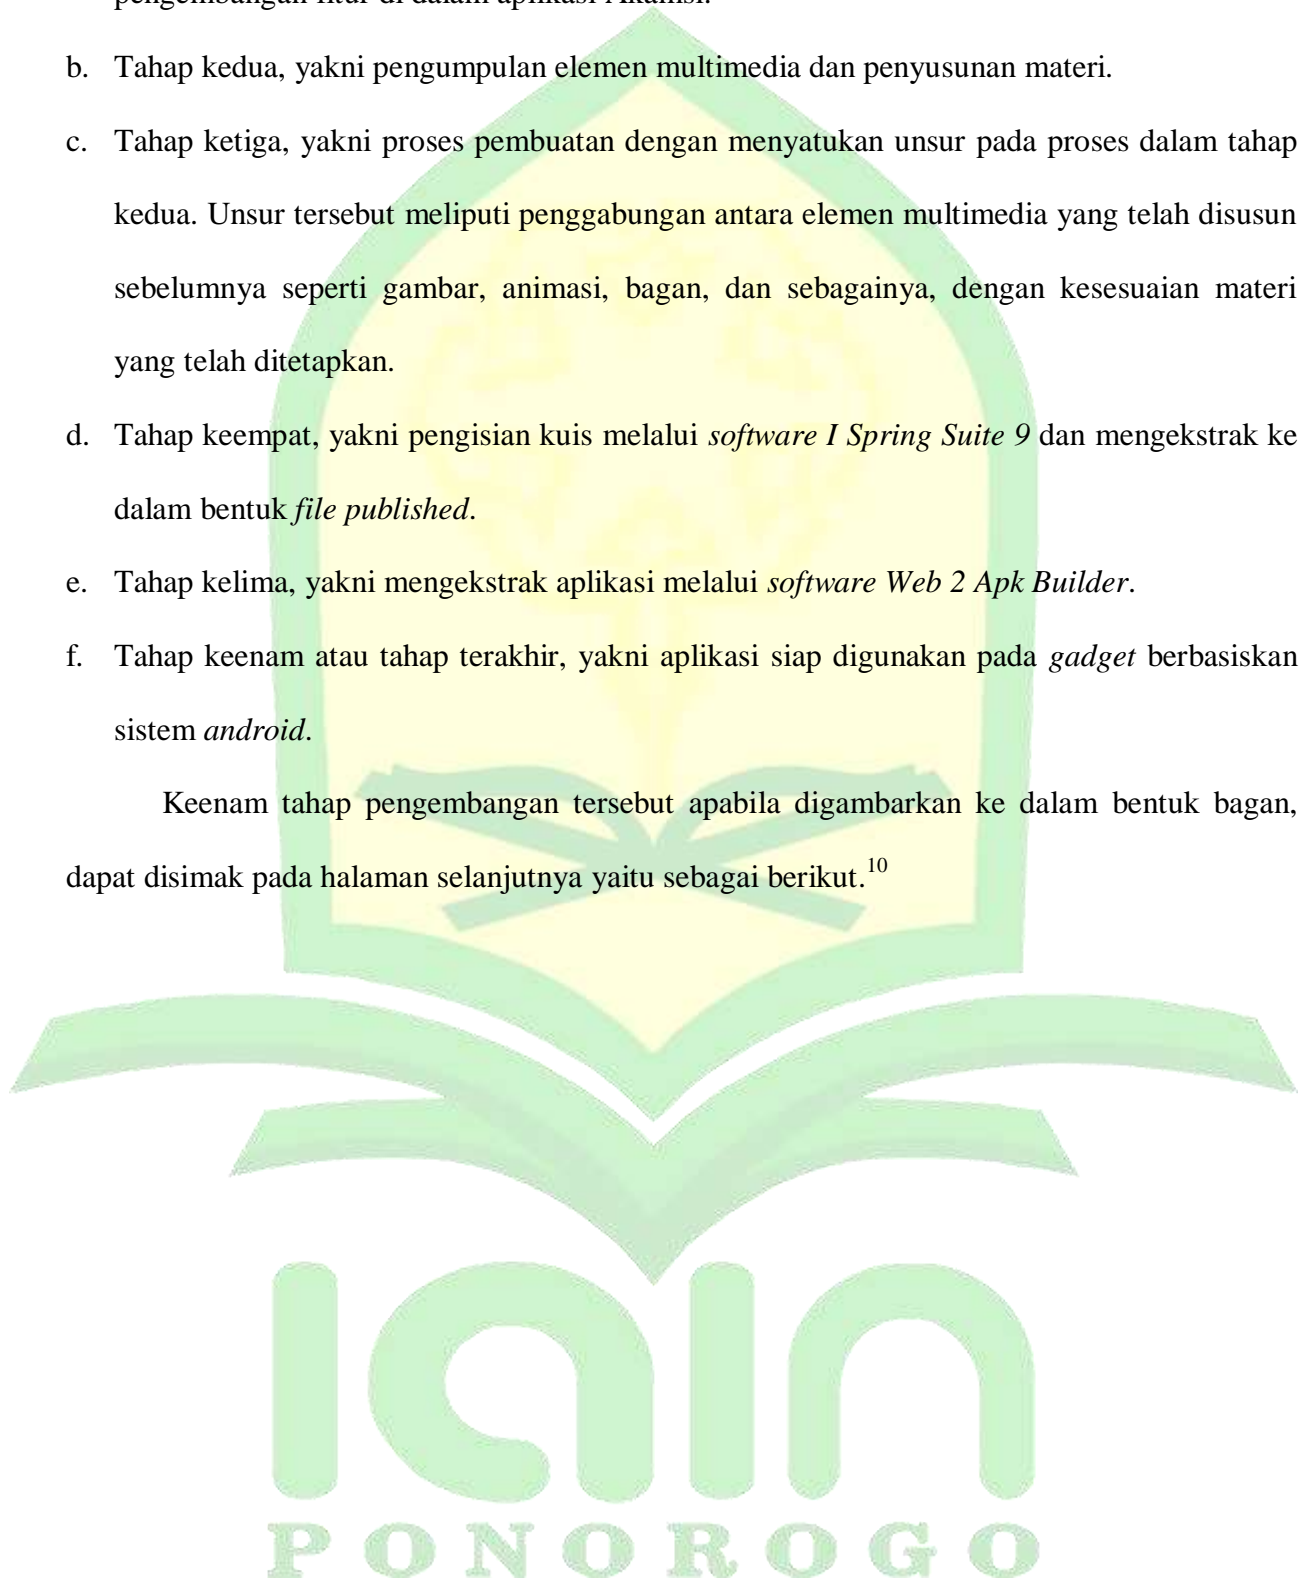 pengembangan fitur di dalam aplikasi
b. Tahap kedua, yakni pengumpulan elemen multimedia dan penyusunan materi.
c. Tahap ketiga, yakni proses pembuatan dengan menyatukan unsur pada proses dalam tahap
kedua. Unsur tersebut meliputi penggabungan antara elemen multimedia yang telah disusun
sebelumnya seperti gambar, animasi, bagan, dan sebagainya, dengan kesesuaian materi
yang telah ditetapkan.
d. Tahap keempat, yakni pengisian kuis melalui software I Spring Suite 9 dan mengekstrak ke
dalam bentuk file published.
e. Tahap kelima, yakni mengekstrak aplikasi melalui software Web 2 Apk Builder.
f. Tahap keenam atau tahap terakhir, yakni aplikasi siap digunakan pada gadget berbasiskan
sistem android.
Keenam tahap pengembangan tersebut apabila digambarkan ke dalam bentuk bagan,
dapat disimak pada halaman selanjutnya yaitu sebagai berikut.10
iain
PONOROGO